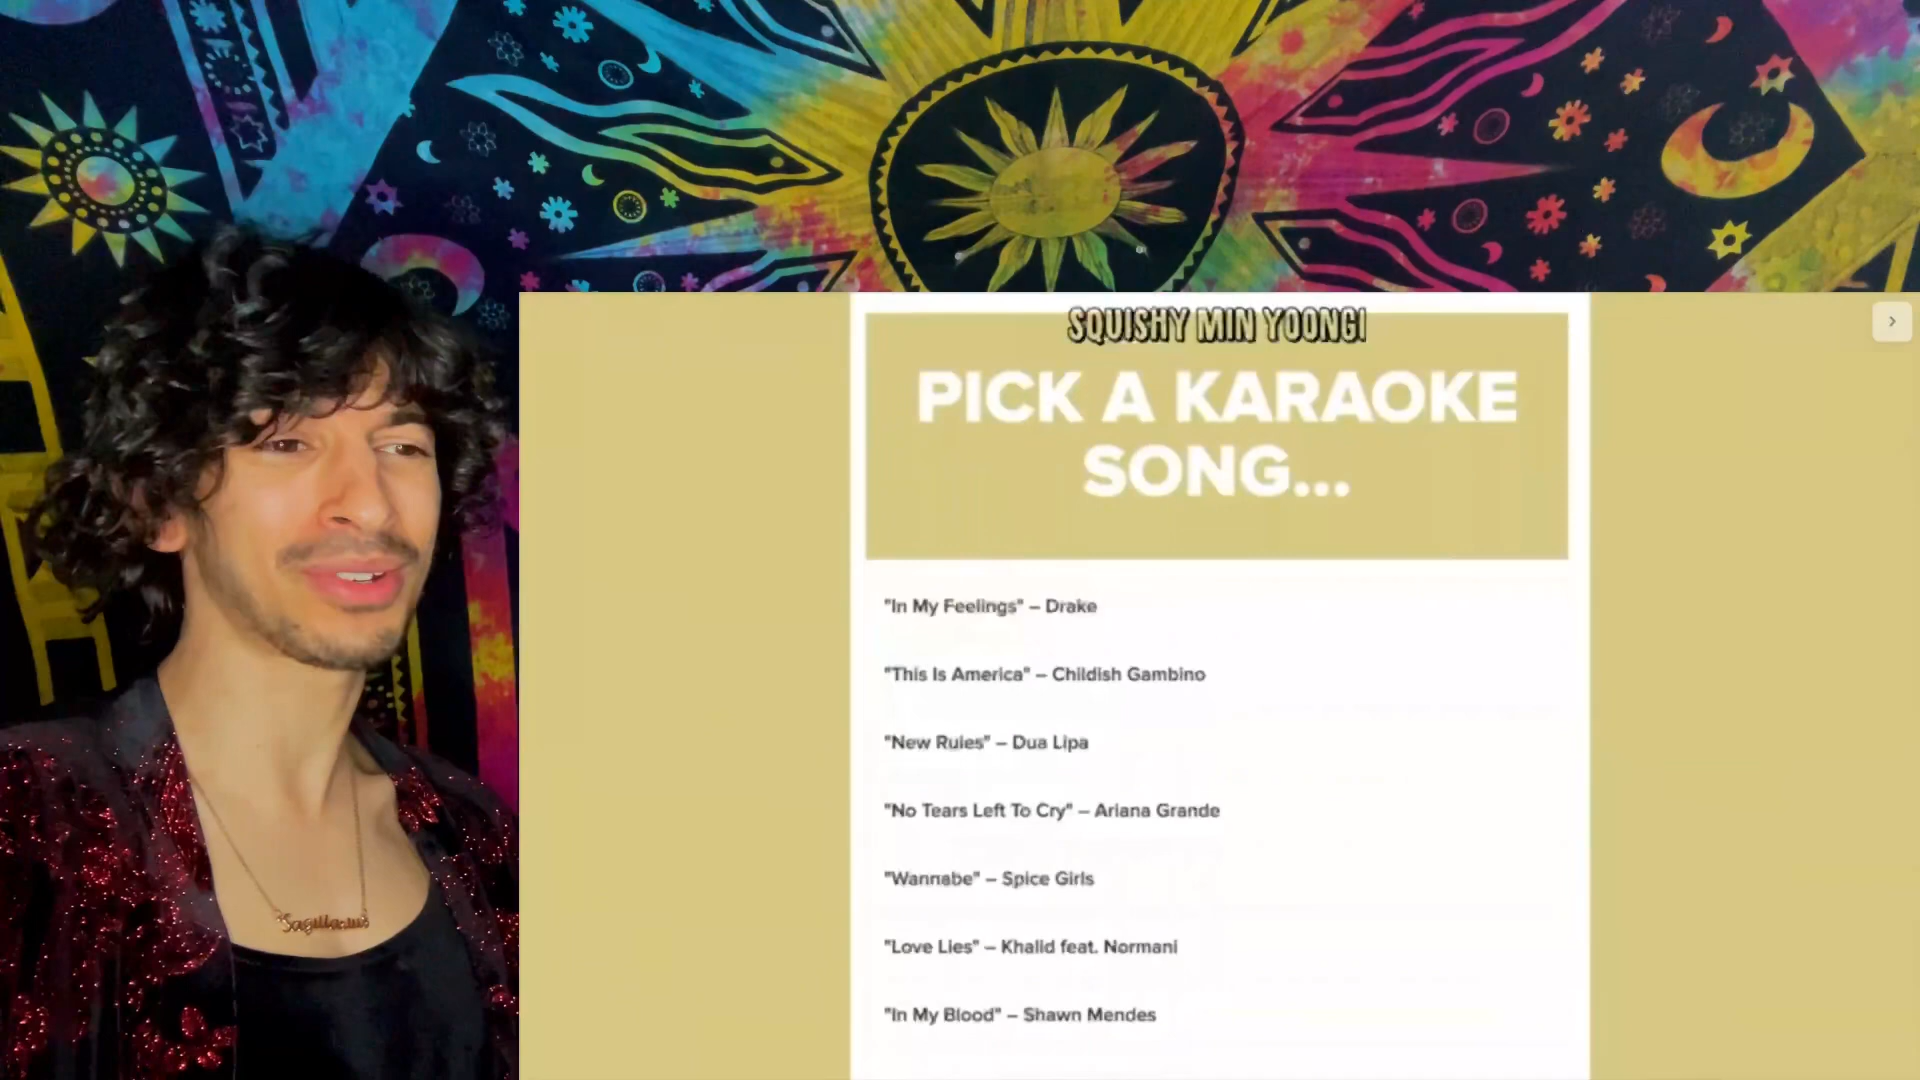 SQUISHY MIN YOONGI
PICK A KARAOKE
SONG...
"In My Feelings" – Drake
"This Is America" – Childish Gambino
"New Rules" – Dua Lipa
"No Tears Left To Cry" – Ariana Grande
"Wannabe" – Spice Girls
"Love Lies" – Khalid feat. Normani
"In My Blood" – Shawn Mendes
Sagittarius